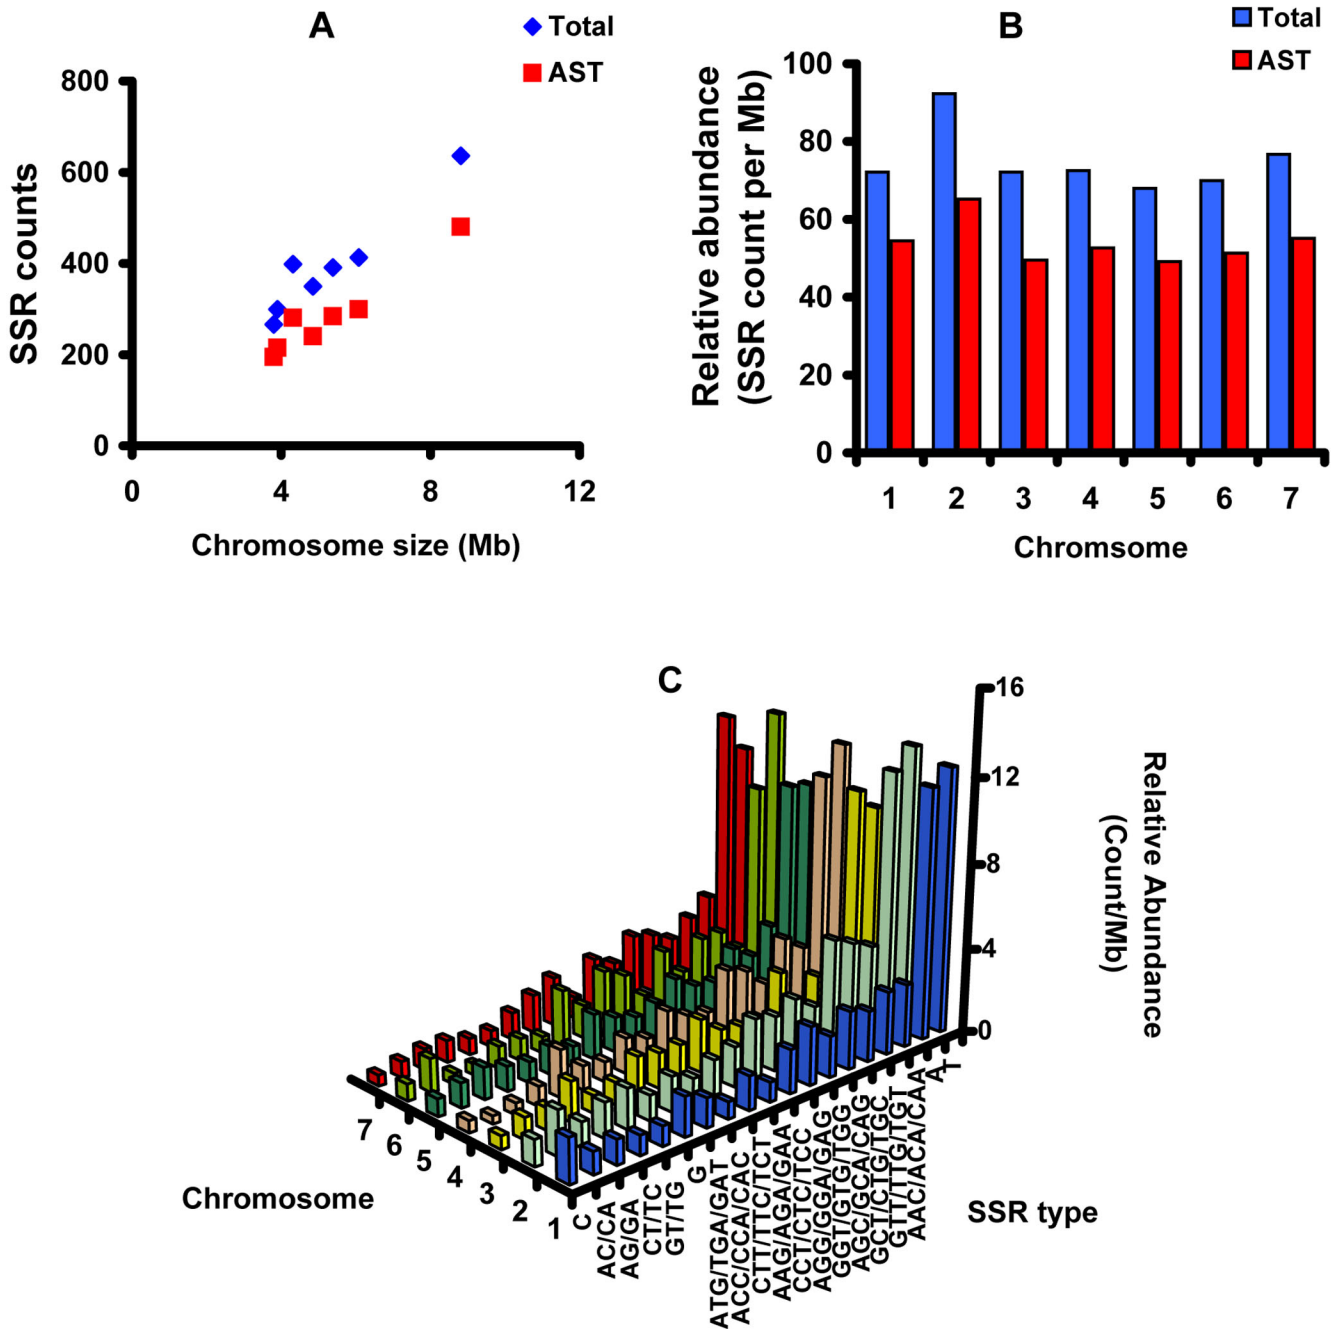 A
Total
AST
800
600
400
200
0
0
4
8
12
SSR counts
Chromosome size (Mb)
B
Total
AST
100
80
60
40
20
0
1
2
3
4
5
6
7
Relative abundance
(SSR count per Mb)
Chromsome
C
16
12
8
4
0
Relative Abundance
(Count/Mb)
7
6
5
4
3
2
1
Chromosome
C
AC/CA
AG/GA
CT/TC
GT/TG
G
ATG/TGA/GAT
ACC/CCA/CAC
CTT/TTC/TCT
AAG/AGA/GAA
CCT/CTC/TCC
AGG/GGA/GAG
GGT/GTG/TGG
AGC/GCA/CAG
GCT/CTG/TGC
GTT/TTG/TGT
AAC/ACA/CAA
A
T
SSR type